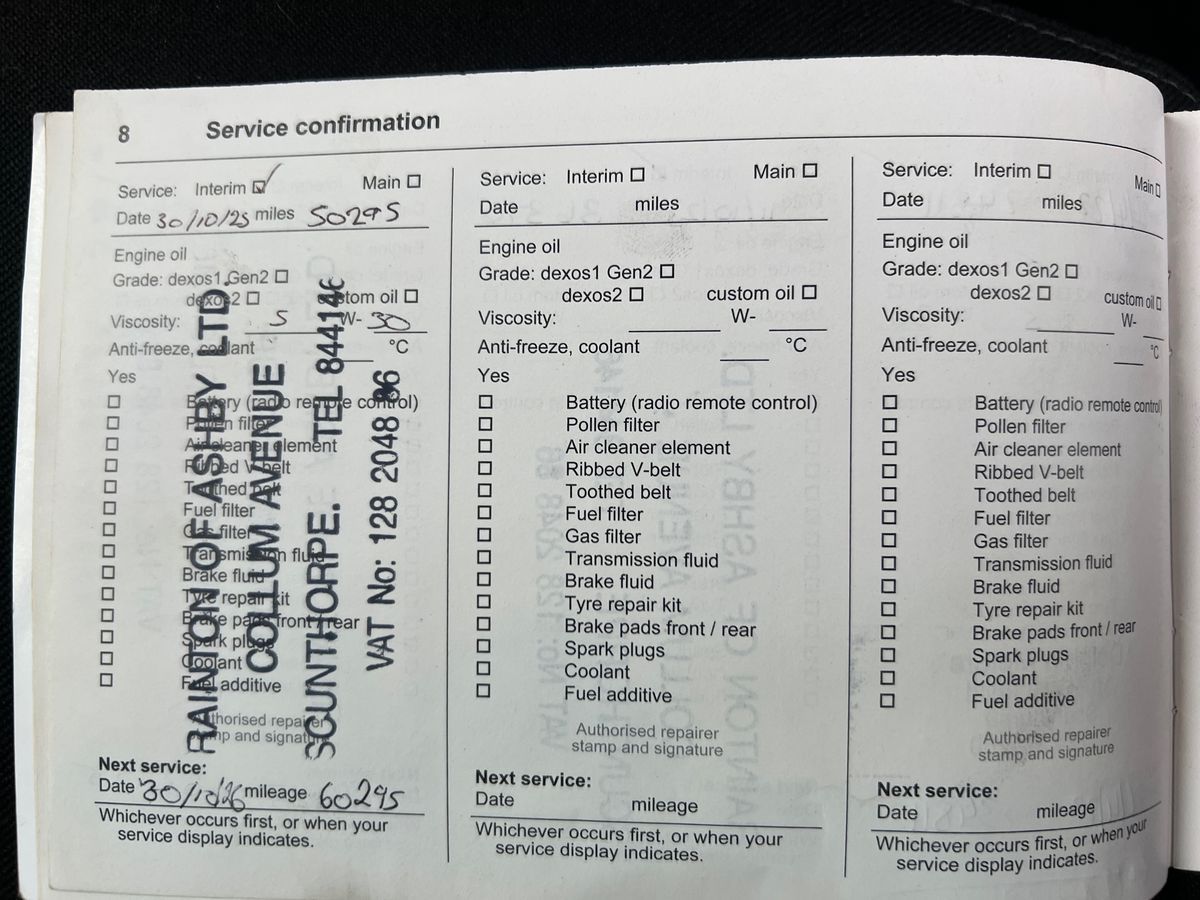 8 Service confirmation
Service: Interim ☑ Main ☐
Date 30/10/25 miles 50295
Engine oil
Grade: dexos1 Gen2 ☐
dexos2 ☐ custom oil ☐
Viscosity: 5 W- 30
Anti-freeze, coolant ____ °C
Yes
☐ Battery (radio remote control)
☐ Pollen filter
☐ Air cleaner element
☐ Ribbed V-belt
☐ Toothed belt
☐ Fuel filter
☐ Gas filter
☐ Transmission fluid
☐ Brake fluid
☐ Tyre repair kit
☐ Brake pads front / rear
☐ Spark plugs
☐ Coolant
☐ Fuel additive
Authorised repairer
stamp and signature
RAINTON OF ASHBY LTD.
COLLUM AVENUE
SCUNTHORPE. TEL 844146
VAT No: 128 2048 86
Next service:
Date 30/10/26 mileage 60295
Whichever occurs first, or when your
service display indicates.
Service: Interim ☐ Main ☐
Date miles
Engine oil
Grade: dexos1 Gen2 ☐
dexos2 ☐ custom oil ☐
Viscosity: ____ W- ____
Anti-freeze, coolant ____ °C
Yes
☐ Battery (radio remote control)
☐ Pollen filter
☐ Air cleaner element
☐ Ribbed V-belt
☐ Toothed belt
☐ Fuel filter
☐ Gas filter
☐ Transmission fluid
☐ Brake fluid
☐ Tyre repair kit
☐ Brake pads front / rear
☐ Spark plugs
☐ Coolant
☐ Fuel additive
Authorised repairer
stamp and signature
Next service:
Date mileage
Whichever occurs first, or when your
service display indicates.
Service: Interim ☐ Main ☐
Date miles
Engine oil
Grade: dexos1 Gen2 ☐
dexos2 ☐ custom oil ☐
Viscosity: ____ W- ____
Anti-freeze, coolant ____ °C
Yes
☐ Battery (radio remote control)
☐ Pollen filter
☐ Air cleaner element
☐ Ribbed V-belt
☐ Toothed belt
☐ Fuel filter
☐ Gas filter
☐ Transmission fluid
☐ Brake fluid
☐ Tyre repair kit
☐ Brake pads front / rear
☐ Spark plugs
☐ Coolant
☐ Fuel additive
Authorised repairer
stamp and signature
Next service:
Date mileage
Whichever occurs first, or when your
service display indicates.